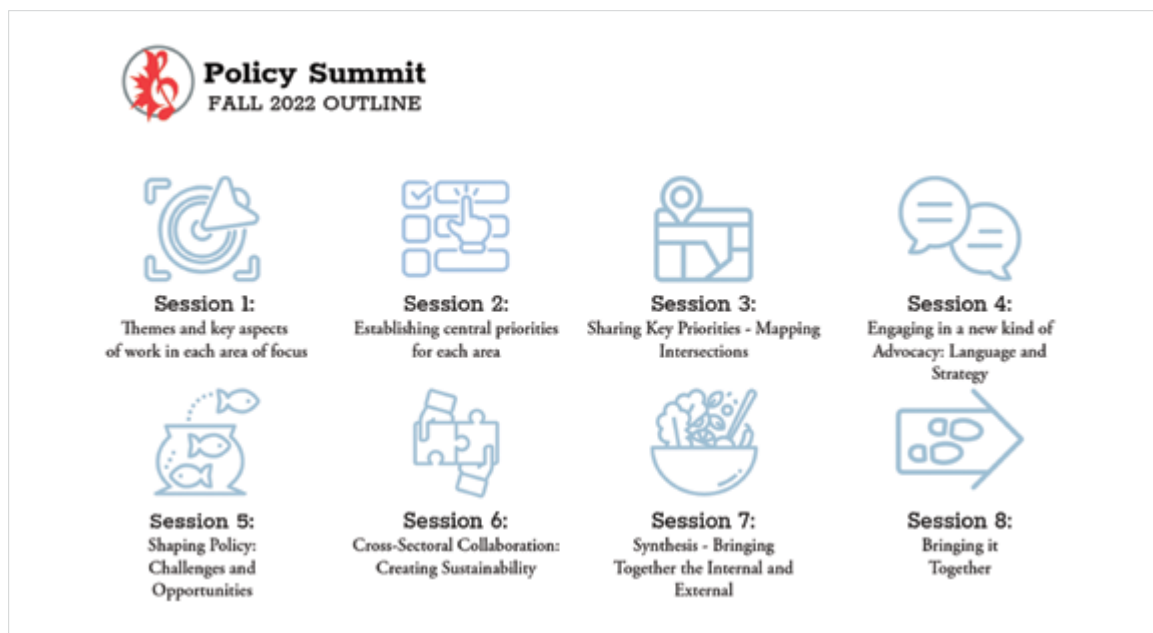 Policy Summit
FALL 2022 OUTLINE
Session 1:
Themes and key aspects
of work in each area of focus
Session 2:
Establishing central priorities
for each area
Session 3:
Sharing Key Priorities - Mapping
Intersections
Session 4:
Engaging in a new kind of
Advocacy: Language and
Strategy
Session 5:
Shaping Policy:
Challenges and
Opportunities
Session 6:
Cross-Sectoral Collaboration:
Creating Sustainability
Session 7:
Synthesis - Bringing
Together the Internal and
External
Session 8:
Bringing it
Together